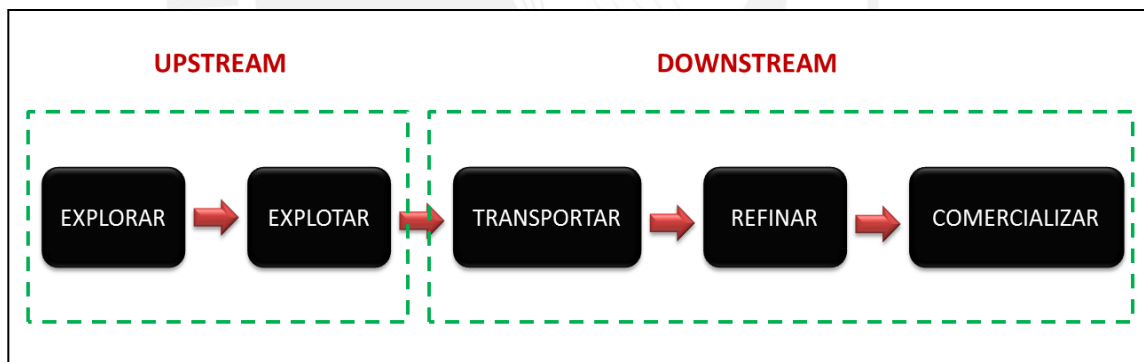 UPSTREAM
DOWNSTREAM
EXPLORAR
EXPLOTAR
TRANSPORTAR
REFINAR
COMERCIALIZAR